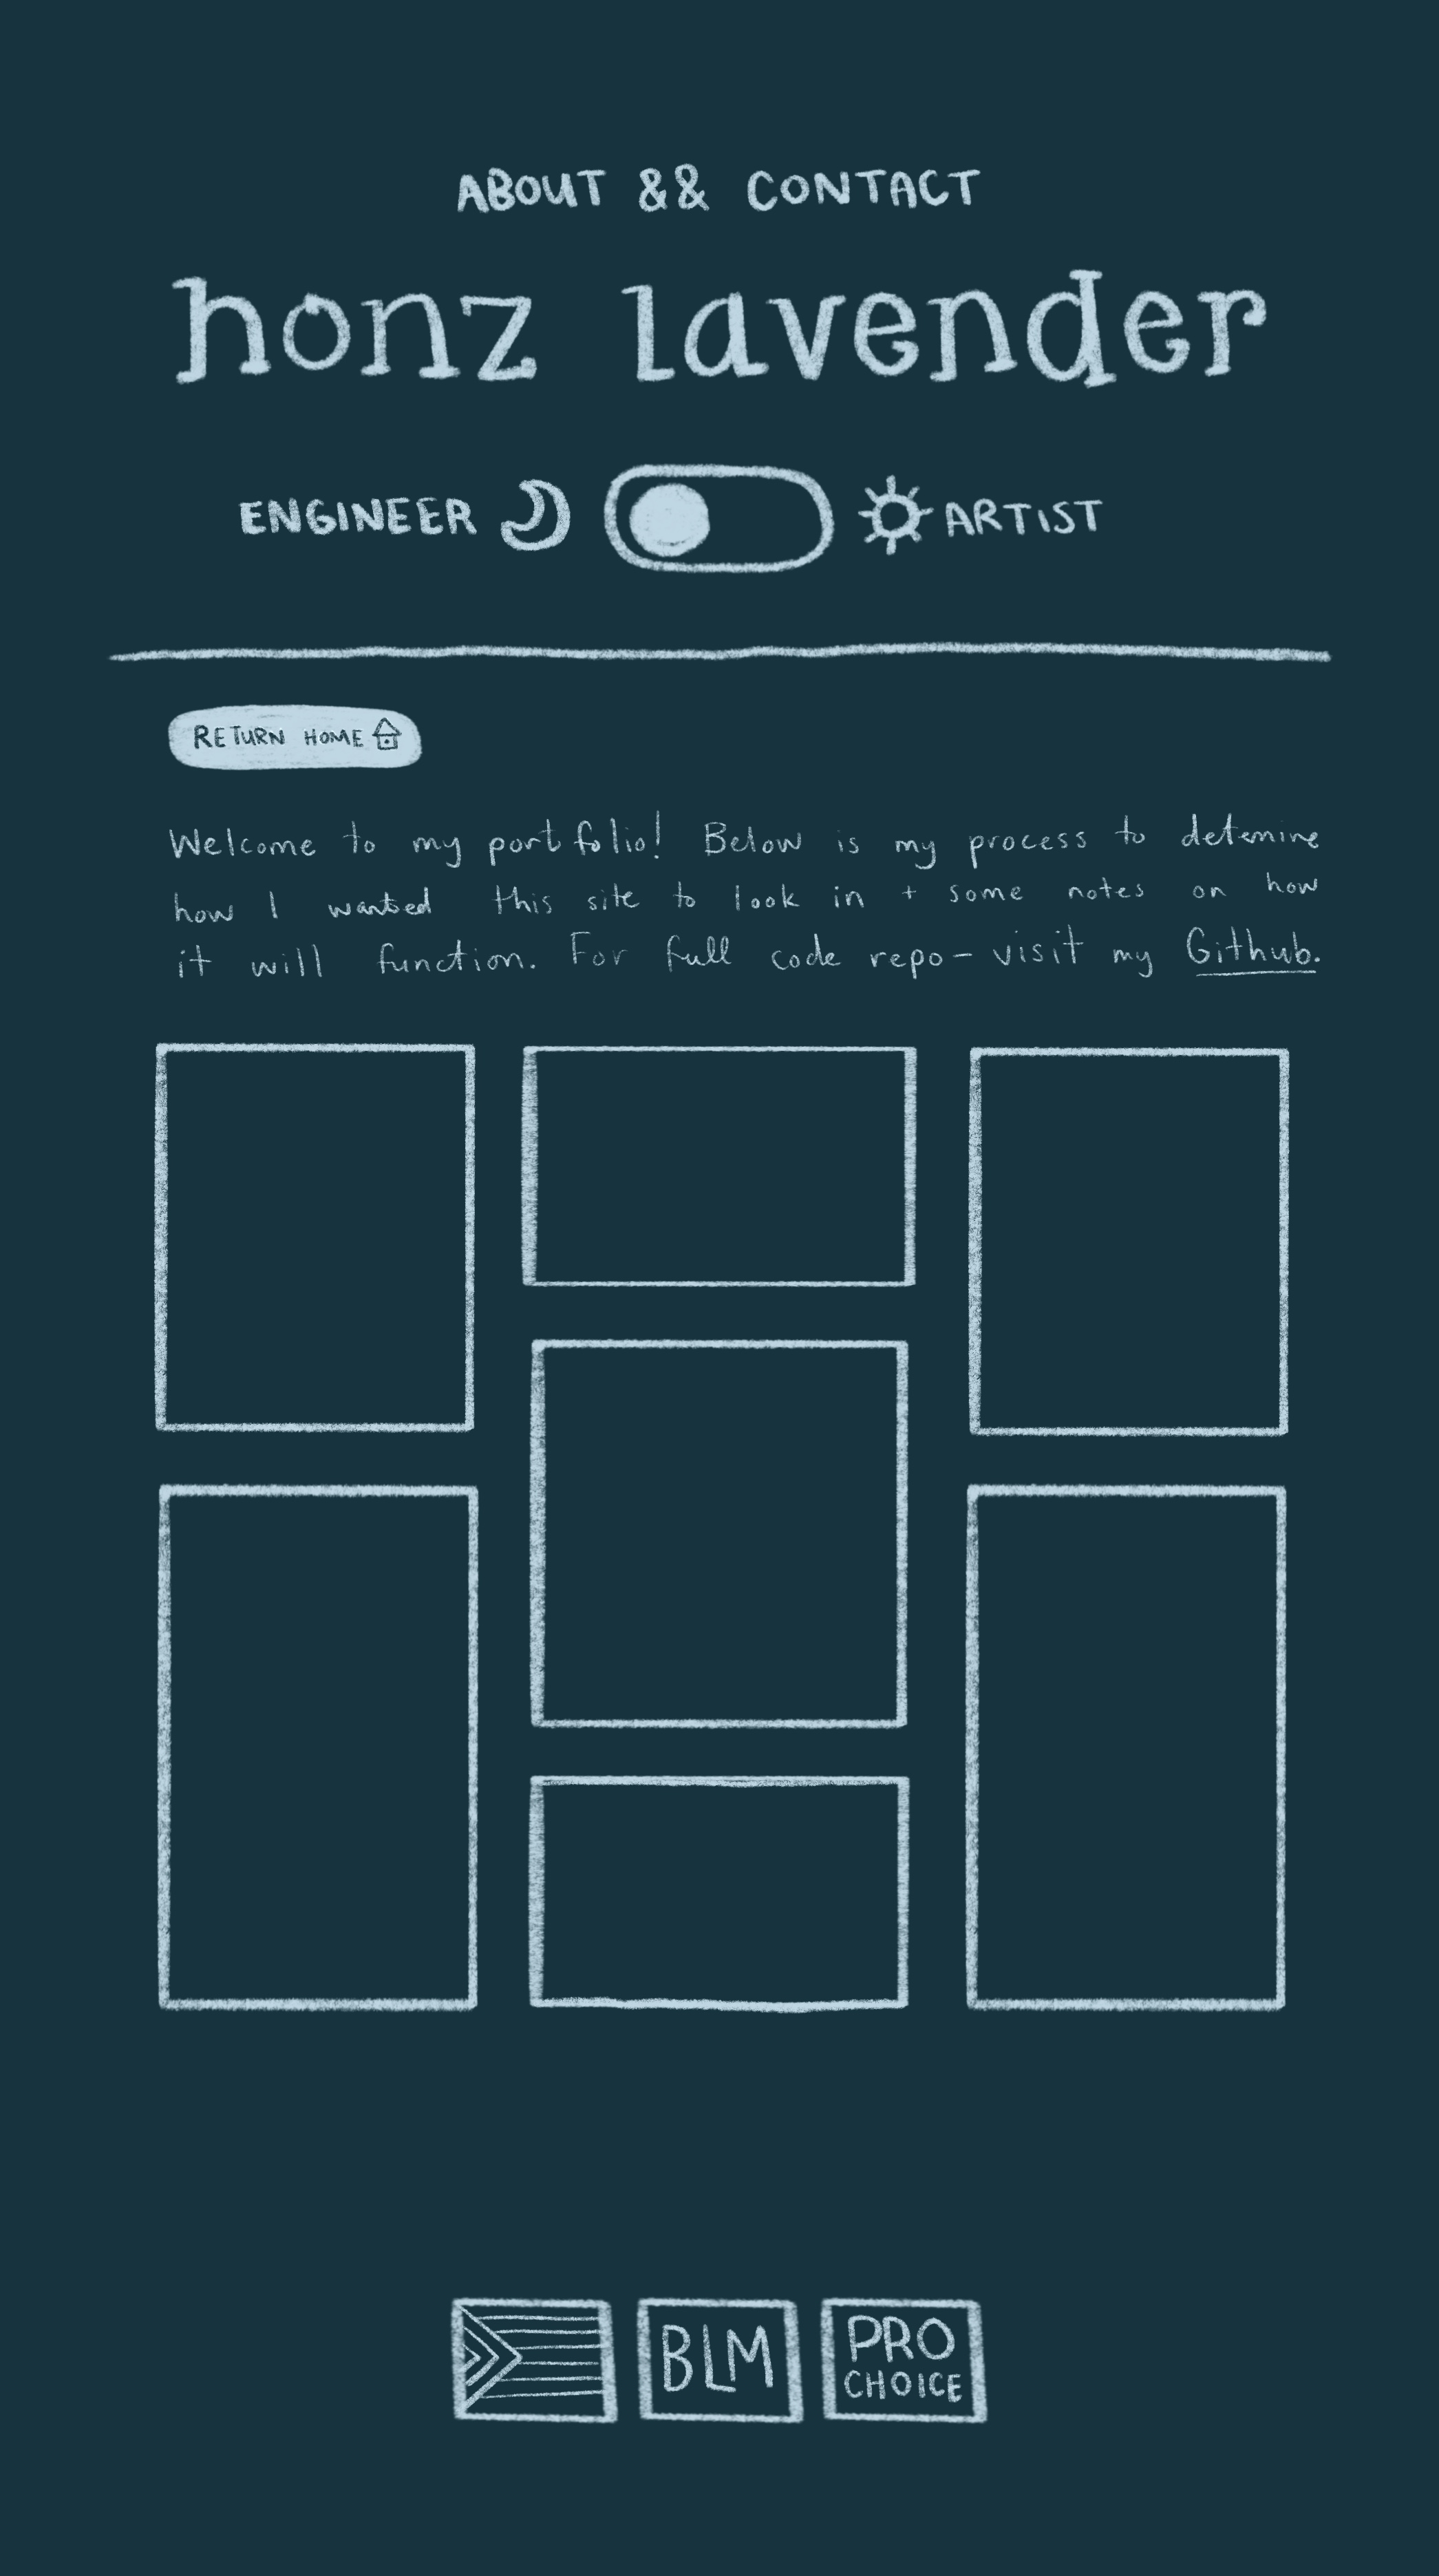 ABOUT && CONTACT
honz lavender
ENGINEER ARTIST
RETURN HOME
Welcome to my portfolio! Below is my process to detemine
how I wanted this site to look in + some notes on how
it will function. For full code repo - visit my Github.
BLM
PRO
CHOICE